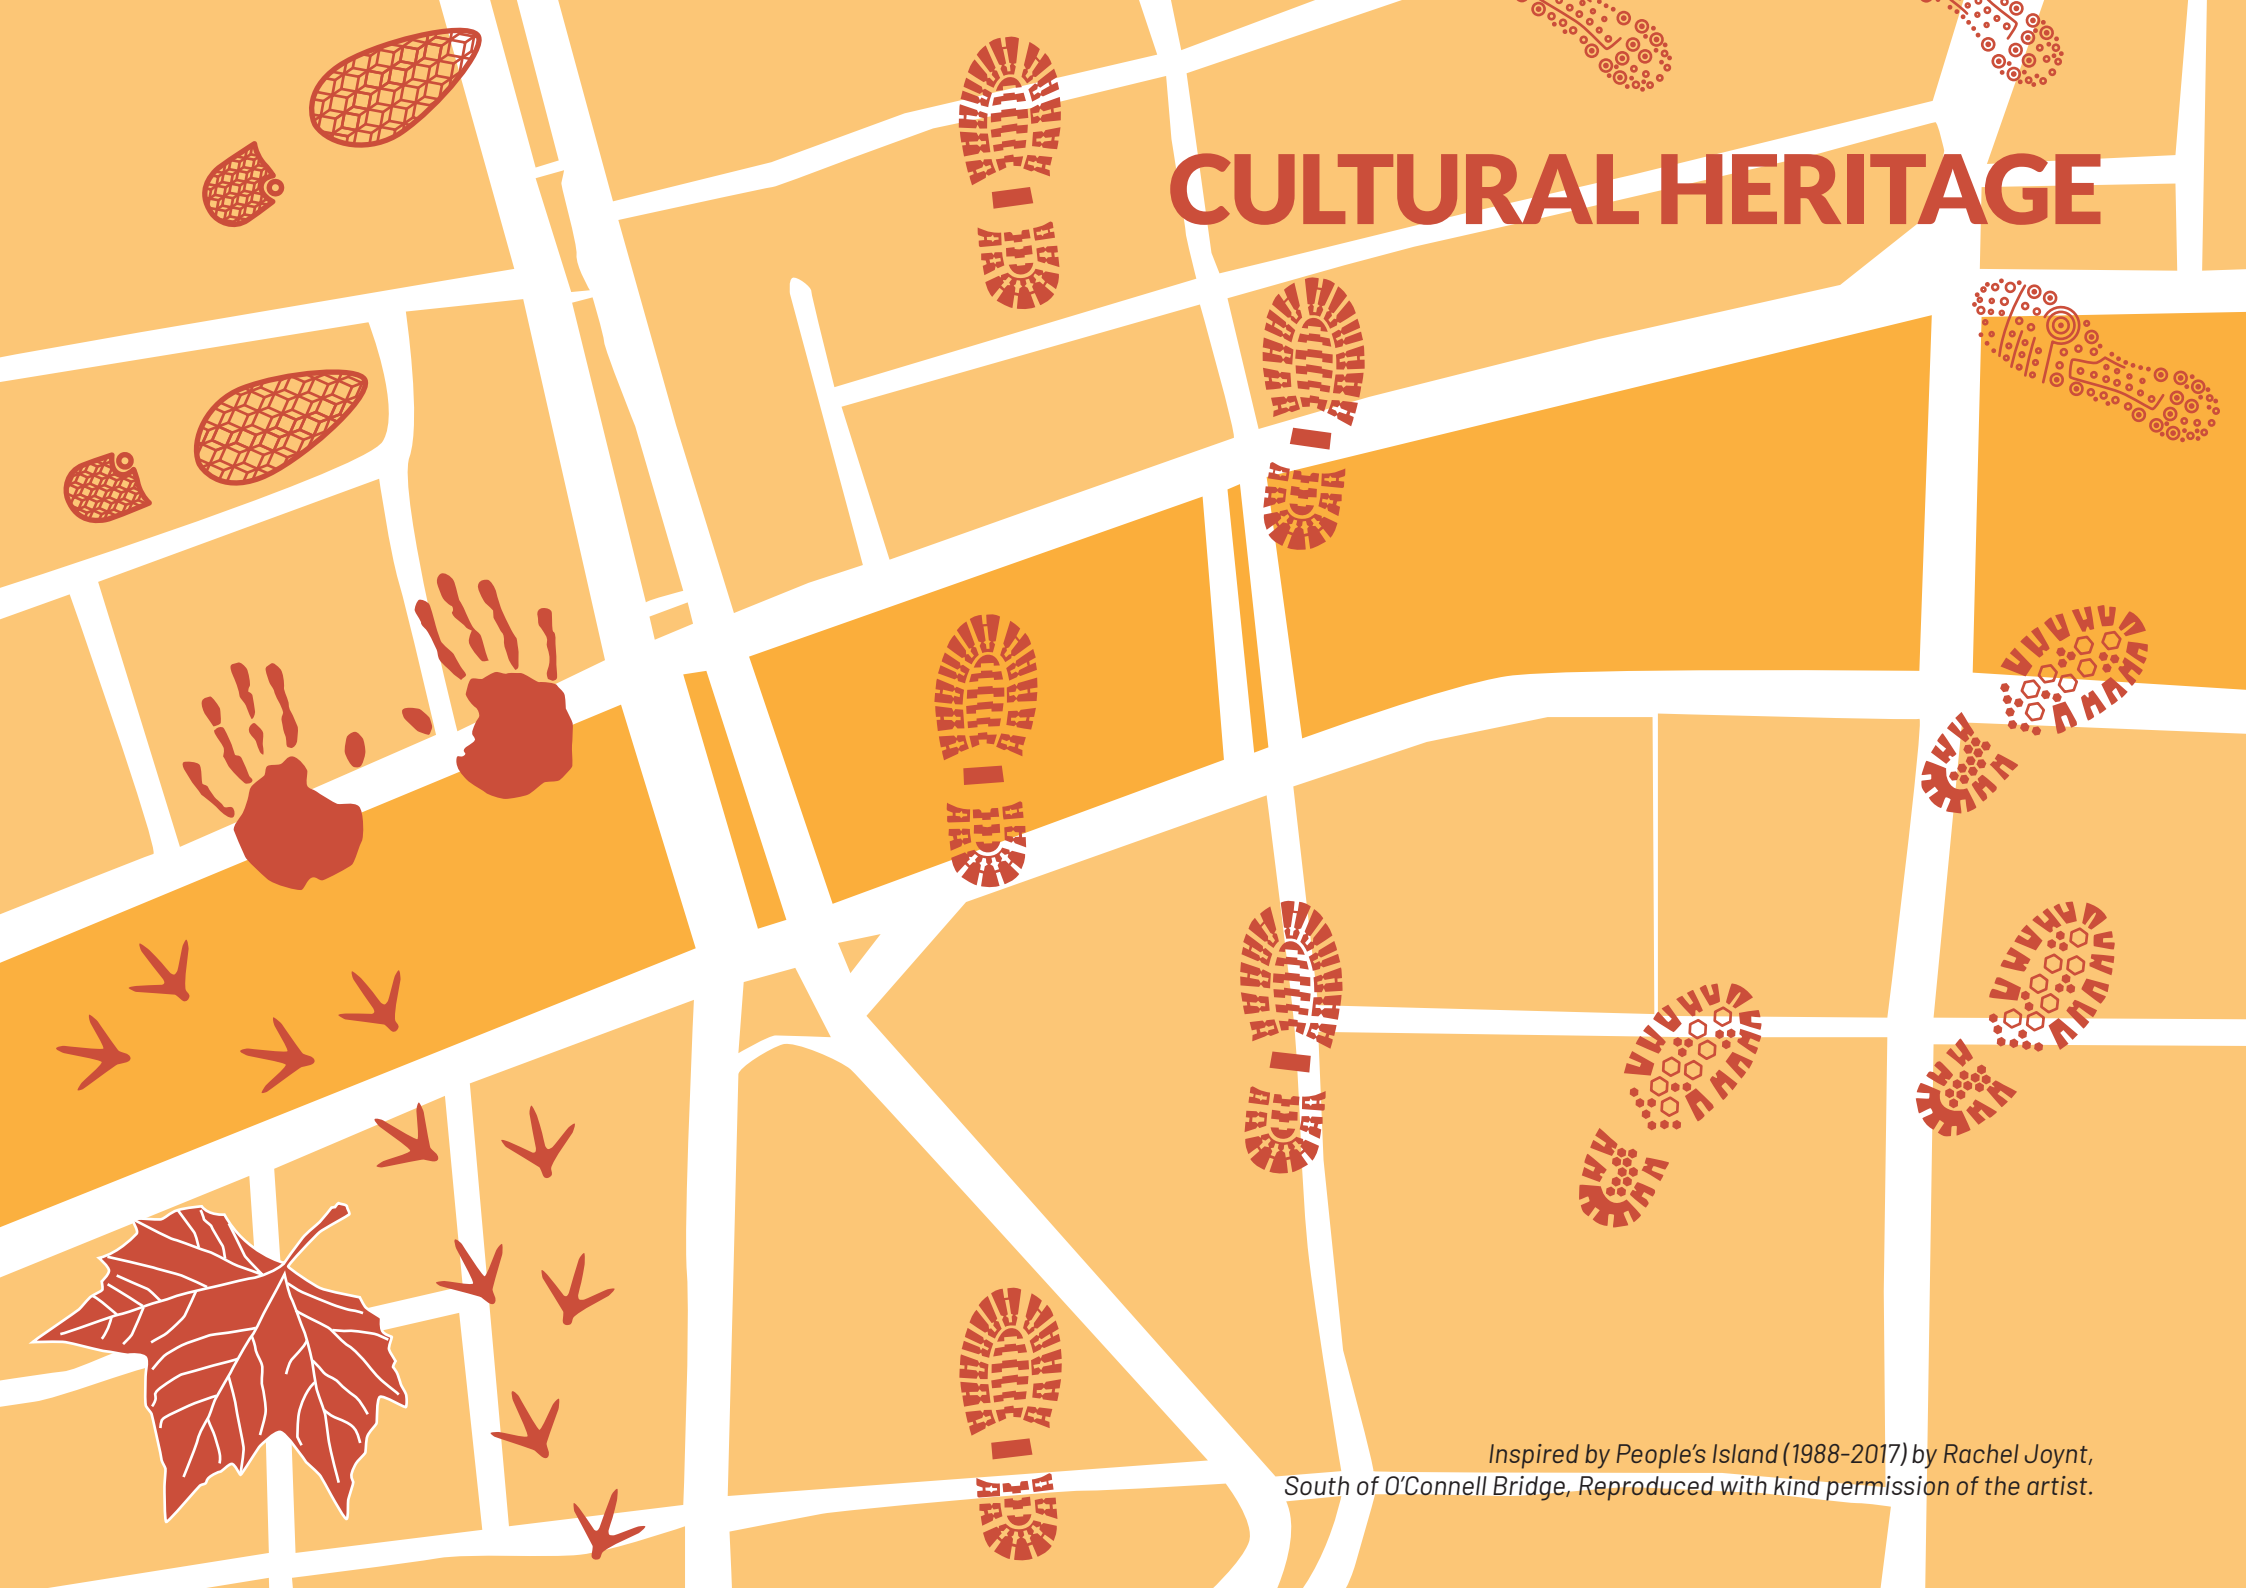 CULTURAL HERITAGE
Inspired by People’s Island (1988-2017) by Rachel Joynt,
South of O’Connell Bridge, Reproduced with kind permission of the artist.